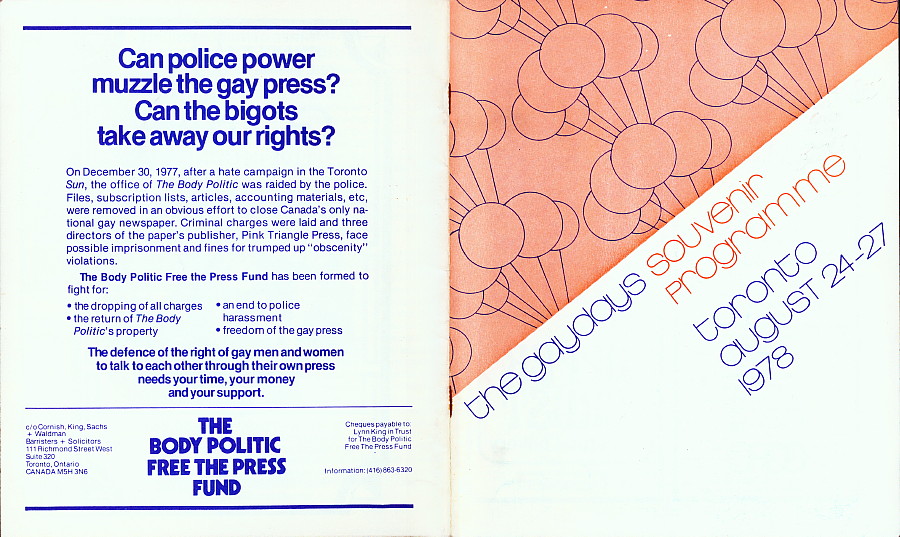 Can police power
muzzle the gay press?
Can the bigots
take away our rights?
On December 30, 1977, after a hate campaign in the Toronto
Sun, the office of The Body Politic was raided by the police.
Files, subscription lists, articles, accounting materials, etc,
were removed in an obvious effort to close Canada's only na-
tional gay newspaper. Criminal charges were laid and three
directors of the paper's publisher, Pink Triangle Press, face
possible imprisonment and fines for trumped up "obscenity"
violations.
The Body Politic Free the Press Fund has been formed to
fight for:
• the dropping of all charges
• the return of The Body
Politic's property
• an end to police
harassment
• freedom of the gay press
The defence of the right of gay men and women
to talk to each other through their own press
needs your time, your money
and your support.
c/o Cornish, King, Sachs
+ Waldman
Barristers + Solicitors
111 Richmond Street West
Suite 320
Toronto, Ontario
CANADA M5H 3N6
THE
BODY POLITIC
FREE THE PRESS
FUND
Cheques payable to:
Lynn King in Trust
for The Body Politic
Free The Press Fund
Information: (416) 863-6320
the gaydays souvenir
programme
toronto
august 24-27
1978